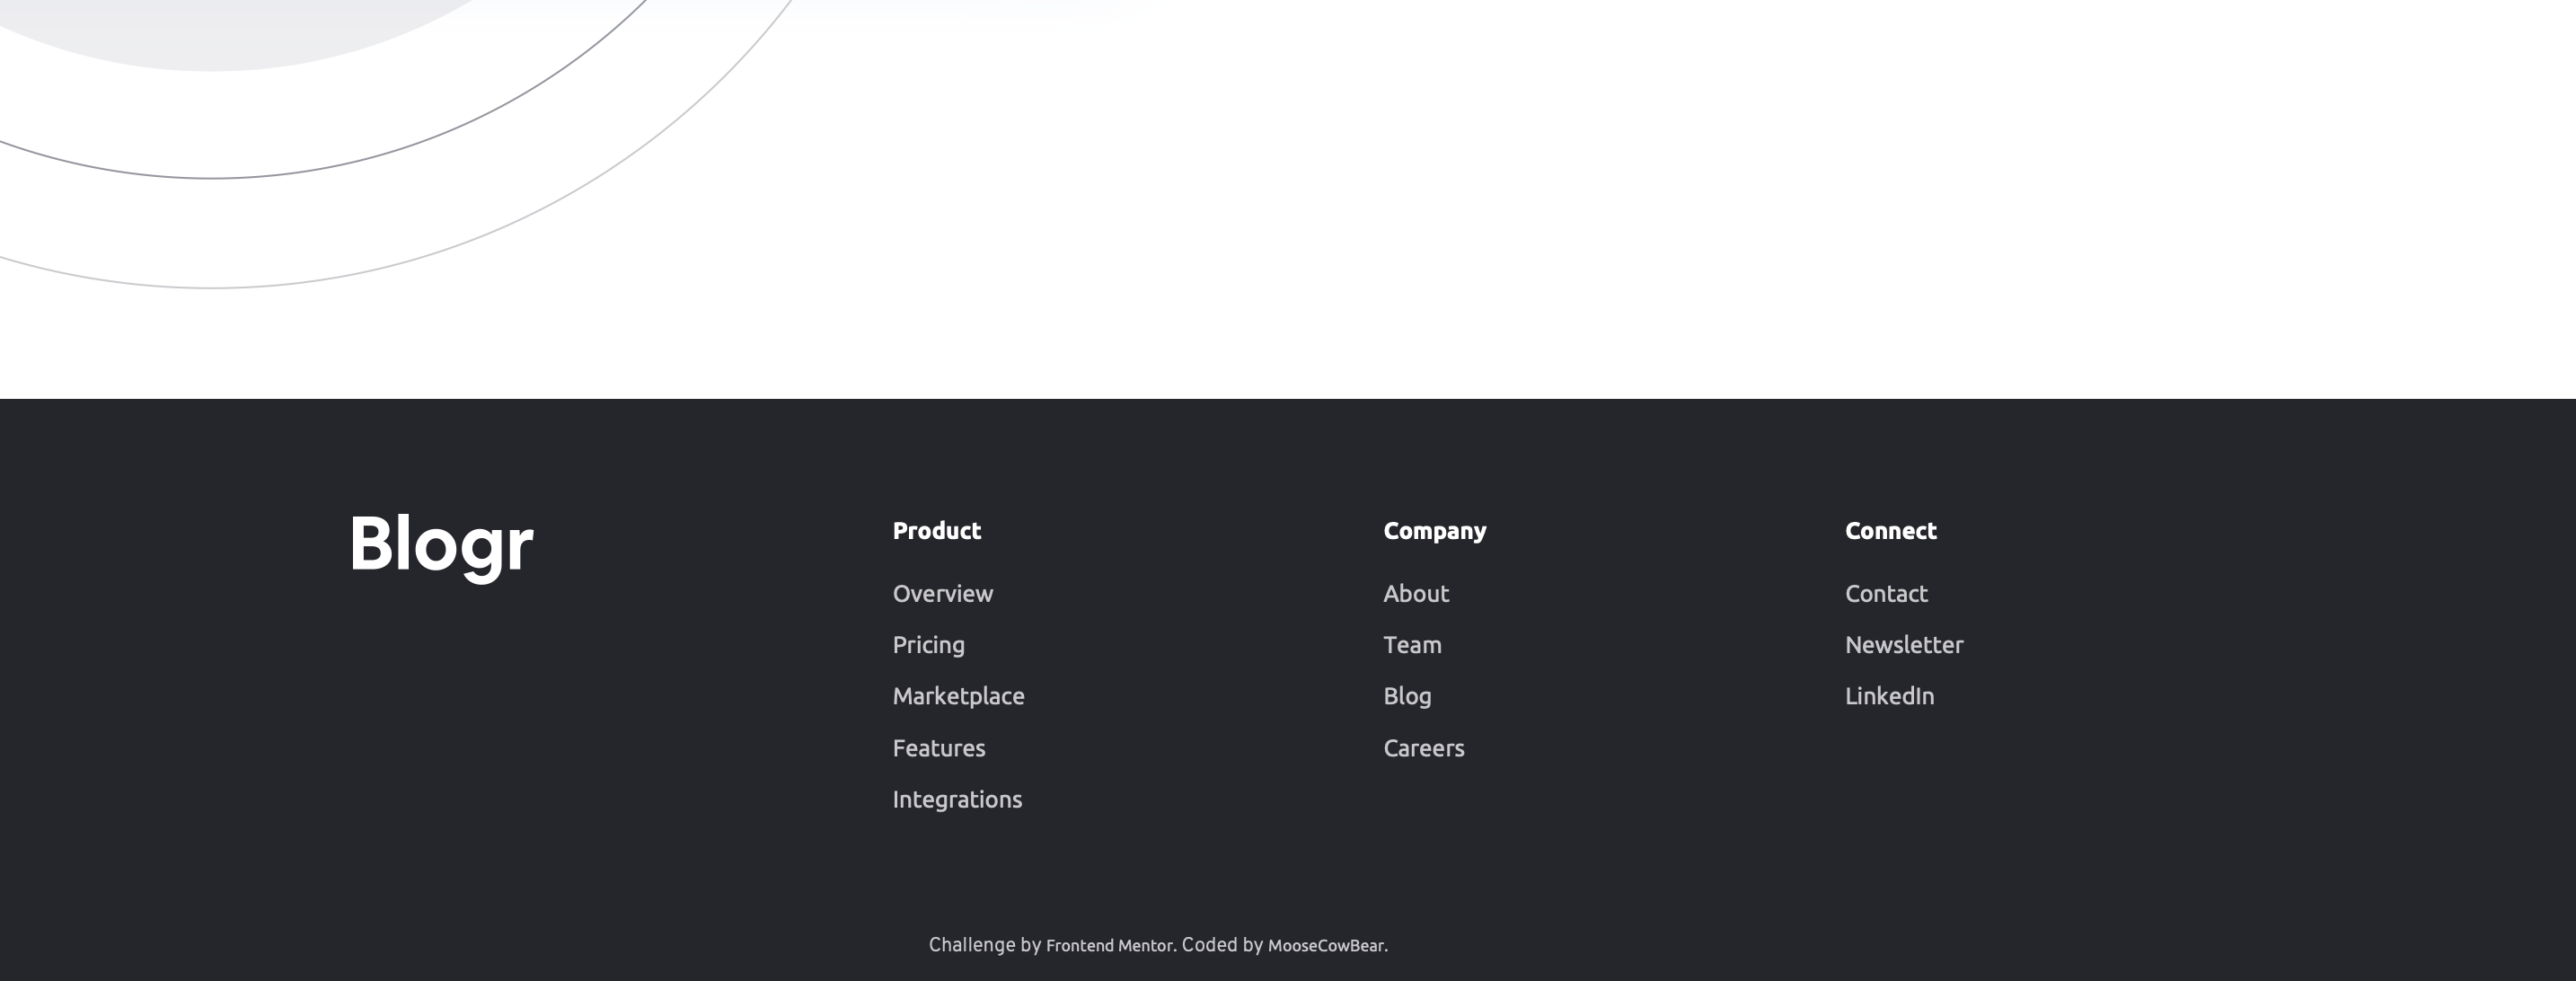 Blogr
Product
Overview
Pricing
Marketplace
Features
Integrations
Company
About
Team
Blog
Careers
Connect
Contact
Newsletter
LinkedIn
Challenge by Frontend Mentor. Coded by MooseCowBear.